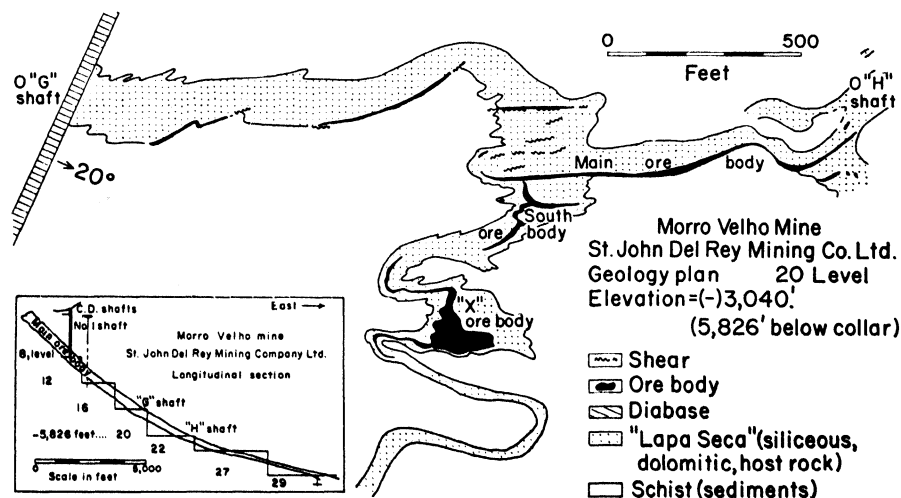 0
500
Feet
O"G"
shaft
O"H"
shaft
20°
Main ore body
South
ore body
"X"
ore body
Morro Velho Mine
St. John Del Rey Mining Co. Ltd.
Geology plan 20 Level
Elevation=(-)3,040.'
(5,826' below collar)
Shear
Ore body
Diabase
"Lapa Seca" (siliceous,
dolomitic, host rock)
Schist (sediments)
East
C.D. shafts
No.1 shaft
Main ore body
Morro Velho mine
St. John Del Rey Mining Company Ltd.
Longitudinal section
8, level
12
16
"G" shaft
-5,826 feet.... 20
"H" shaft
22
27
29
0
5,000
Scale in feet